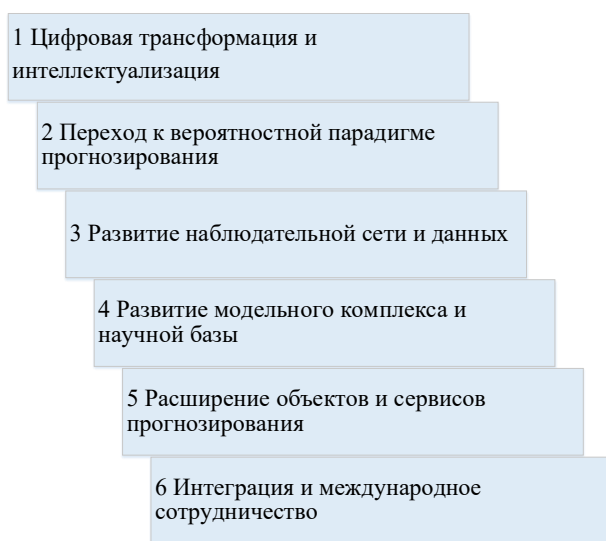 1 Цифровая трансформация и
интеллектуализация
2 Переход к вероятностной парадигме
прогнозирования
3 Развитие наблюдательной сети и данных
4 Развитие модельного комплекса и
научной базы
5 Расширение объектов и сервисов
прогнозирования
6 Интеграция и международное
сотрудничество